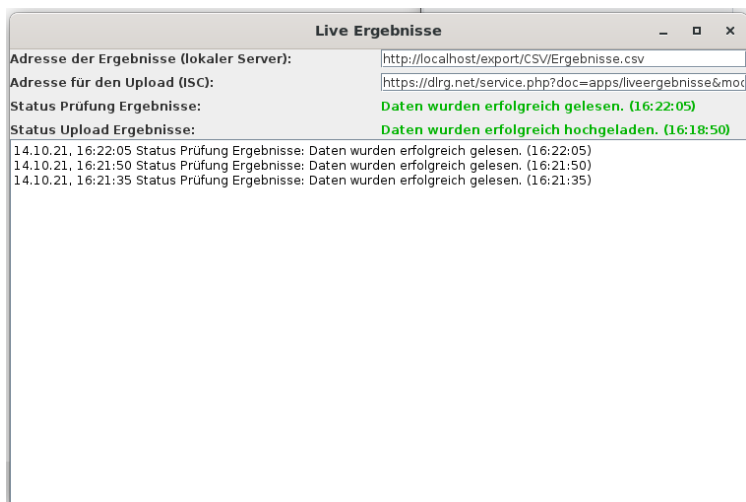 Live Ergebnisse
Adresse der Ergebnisse (lokaler Server): http://localhost/export/CSV/Ergebnisse.csv
Adresse für den Upload (ISC): https://dlrg.net/service.php?doc=apps/liveergebnisse&mod
Status Prüfung Ergebnisse: Daten wurden erfolgreich gelesen. (16:22:05)
Status Upload Ergebnisse: Daten wurden erfolgreich hochgeladen. (16:18:50)
14.10.21, 16:22:05 Status Prüfung Ergebnisse: Daten wurden erfolgreich gelesen. (16:22:05)
14.10.21, 16:21:50 Status Prüfung Ergebnisse: Daten wurden erfolgreich gelesen. (16:21:50)
14.10.21, 16:21:35 Status Prüfung Ergebnisse: Daten wurden erfolgreich gelesen. (16:21:35)